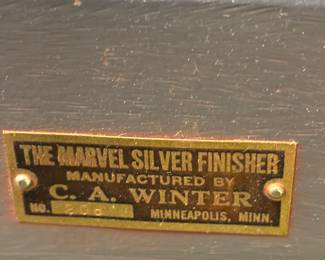 THE MARVEL SILVER FINISHER
MANUFACTURED BY
C. A. WINTER
NO. MINNEAPOLIS, MINN.